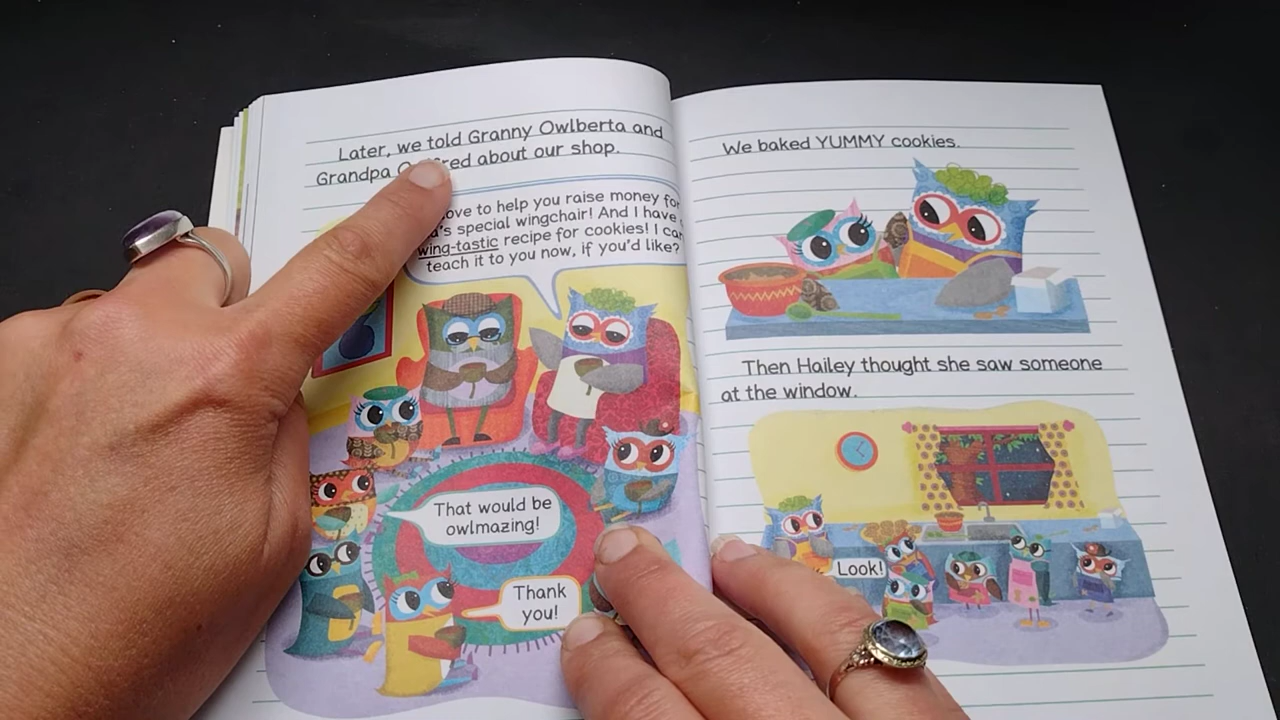 Later, we told Granny Owlberta and
Grandpa about our shop.
love to help you raise money for
special wingchair! And I have
wing-tastic recipe for cookies! I can
teach it to you now, if you'd like?
That would be
owlmazing!
Thank
you!
We baked YUMMY cookies.
Then Hailey thought she saw someone
at the window.
Look!